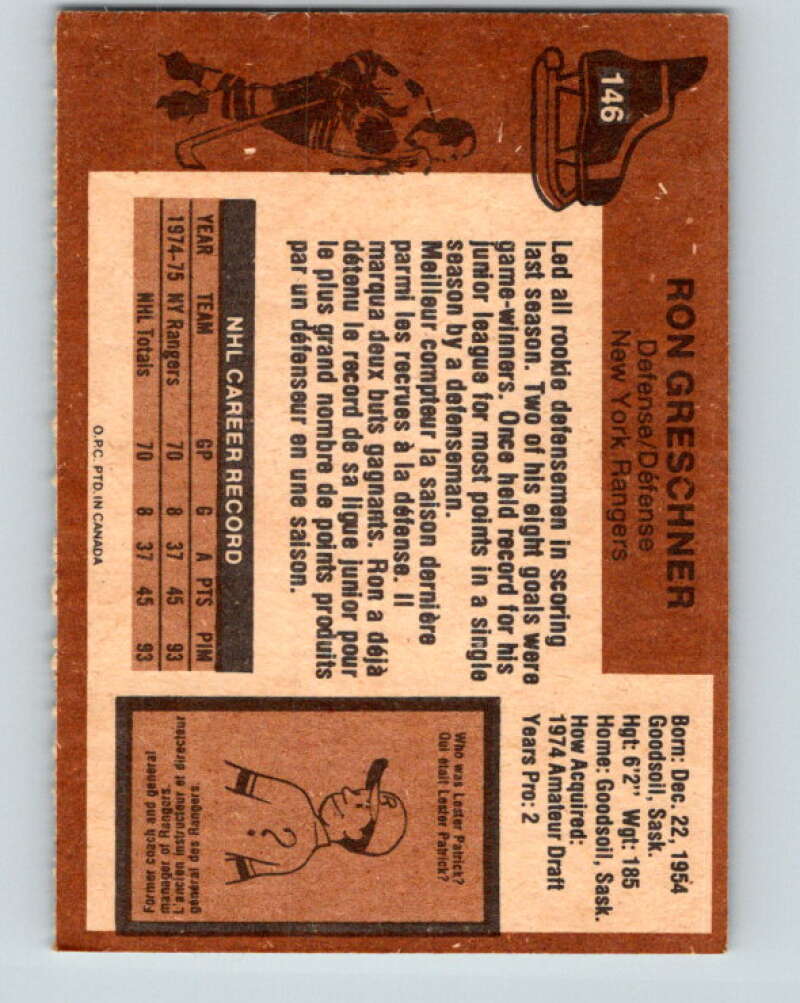 146
RON GRESCHNER
Defense/Défense
New York Rangers
Born: Dec. 22, 1954
Goodsoil, Sask.
Hgt: 6'2" Wgt: 185
Home: Goodsoil, Sask.
How Acquired:
1974 Amateur Draft
Years Pro: 2
Led all rookie defensemen in scoring
last season. Two of his eight goals were
game-winners. Once held record for his
junior league for most points in a single
season by a defenseman.
Meilleur compteur la saison dernière
parmi les recrues à la défense. Il
marqua deux buts gagnants. Ron a déjà
détenu le record de sa ligue junior pour
le plus grand nombre de points produits
par un défenseur en une saison.
NHL CAREER RECORD
YEAR TEAM GP G A PTS PIM
1974-75 NY Rangers 70 8 37 45 93
NHL Totals 70 8 37 45 93
Who was Lester Patrick?
Qui était Lester Patrick?
R
?
Former coach and general
manager of Rangers.
L'ancien instructeur et directeur
général des Rangers.
O.P.C. PTD. IN CANADA